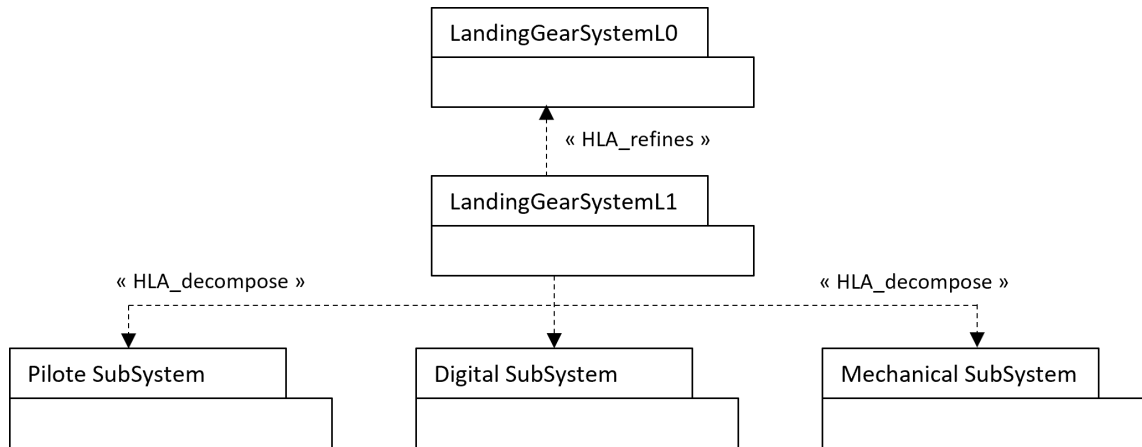 LandingGearSystemL0
« HLA_refines »
LandingGearSystemL1
« HLA_decompose »
« HLA_decompose »
Pilote SubSystem
Digital SubSystem
Mechanical SubSystem